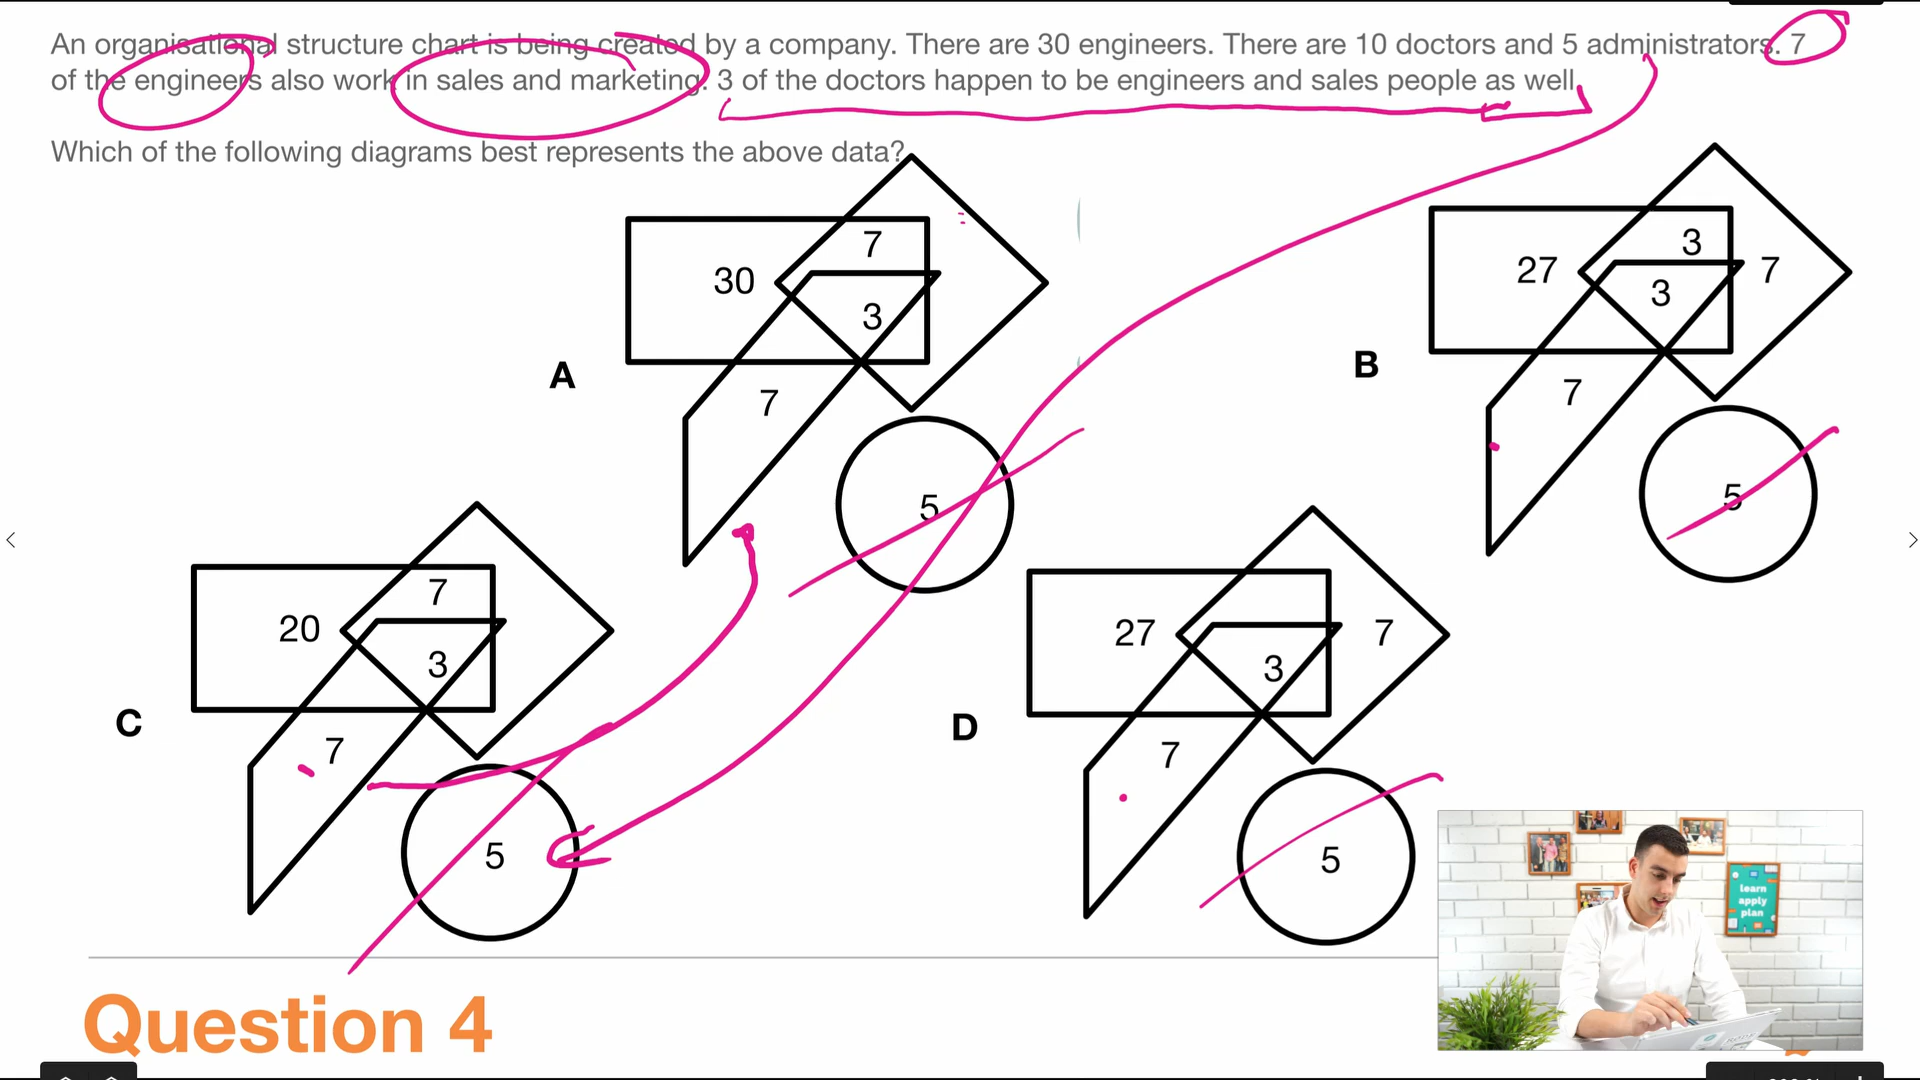 An organisational structure chart is being created by a company. There are 30 engineers. There are 10 doctors and 5 administrators. 7
of the engineers also work in sales and marketing. 3 of the doctors happen to be engineers and sales people as well.
Which of the following diagrams best represents the above data?
A
30
7
3
7
5
B
27
3
3
7
7
5
C
20
7
3
7
5
D
27
3
7
7
5
learn
apply
plan
Question 4